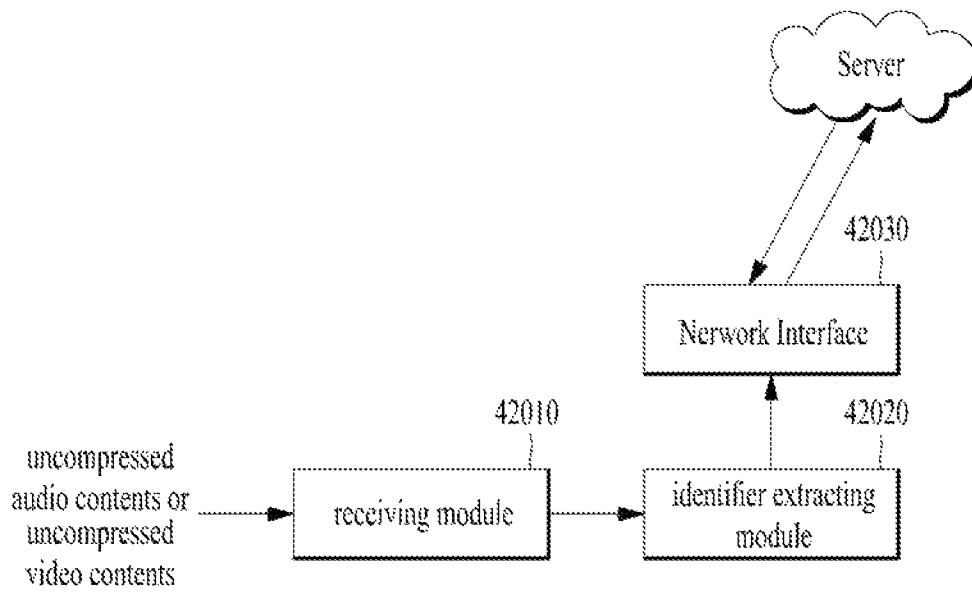 Server
42030
Nerwork Interface
42010
42020
uncompressed
audio contents or
uncompressed
video contents
receiving module
identifier extracting
module